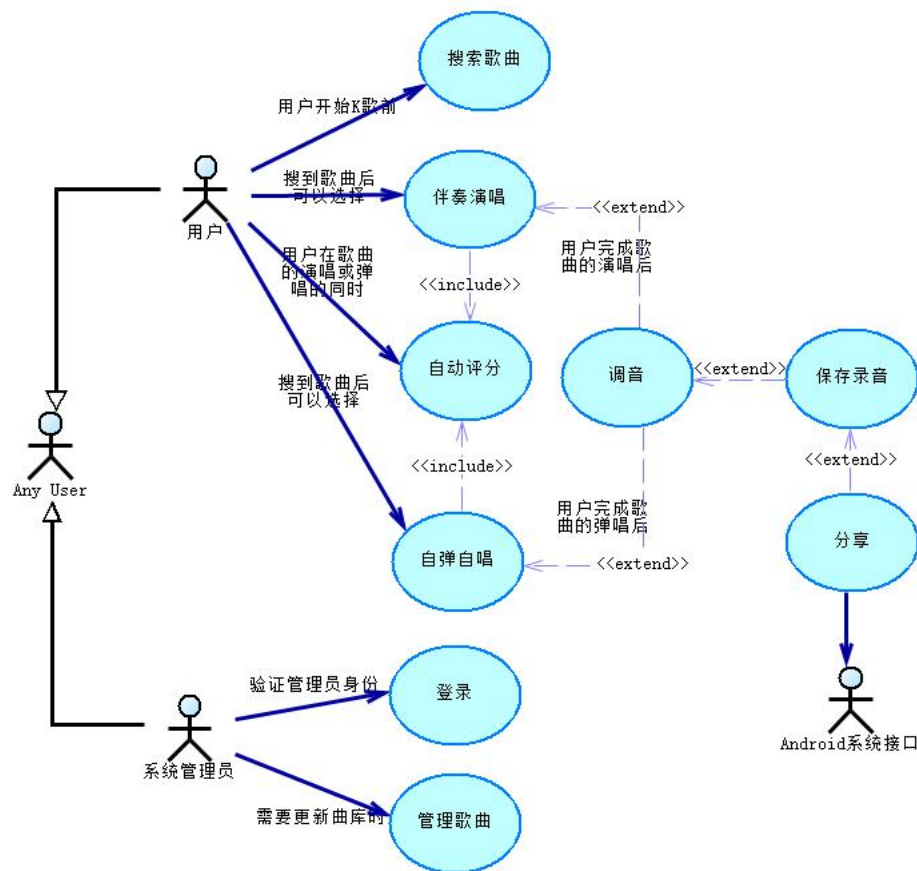 搜索歌曲
用户开始K歌前
搜到歌曲后
可以选择
伴奏演唱
<<extend>>
用户
用户在歌曲
的演唱或弹
唱的同时
用户完成歌
曲的演唱后
<<include>>
自动评分
调音
<<extend>>
保存录音
搜到歌曲后
可以选择
Any User
<<include>>
<<extend>>
用户完成歌
曲的弹唱后
分享
自弹自唱
<<extend>>
验证管理员身份
登录
Android系统接口
系统管理员
需要更新曲库时
管理歌曲